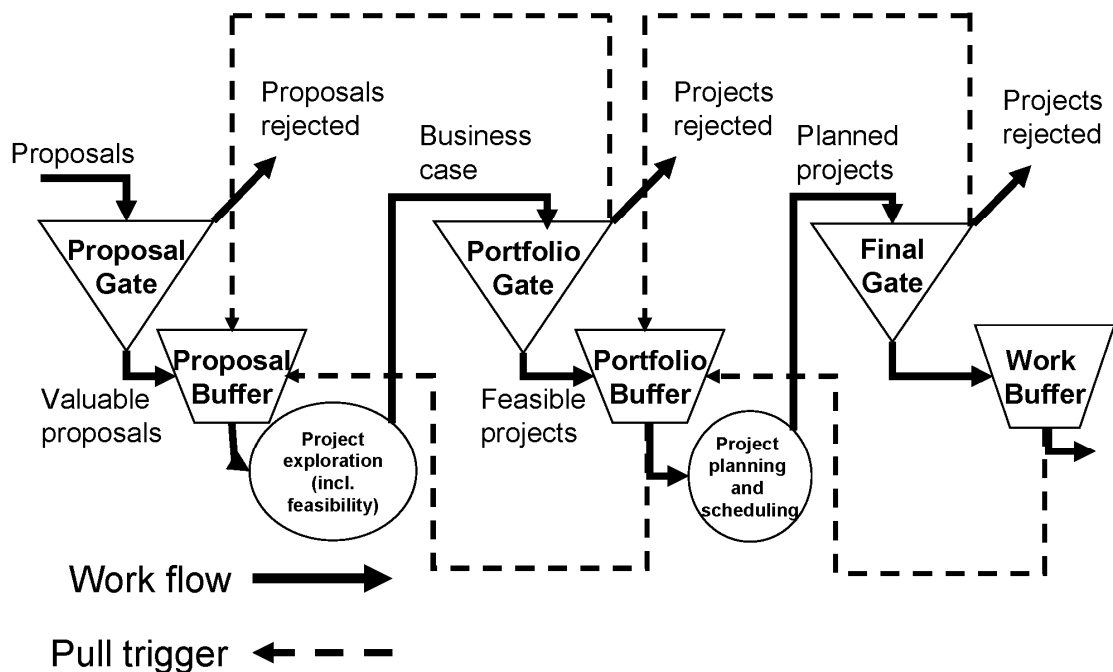 Proposals
Proposal
Gate
Proposals
rejected
Valuable
proposals
Proposal
Buffer
Project
exploration
(incl.
feasibility)
Business
case
Portfolio
Gate
Projects
rejected
Feasible
projects
Portfolio
Buffer
Project
planning
and
scheduling
Planned
projects
Final
Gate
Projects
rejected
Work
Buffer
Work flow
Pull trigger